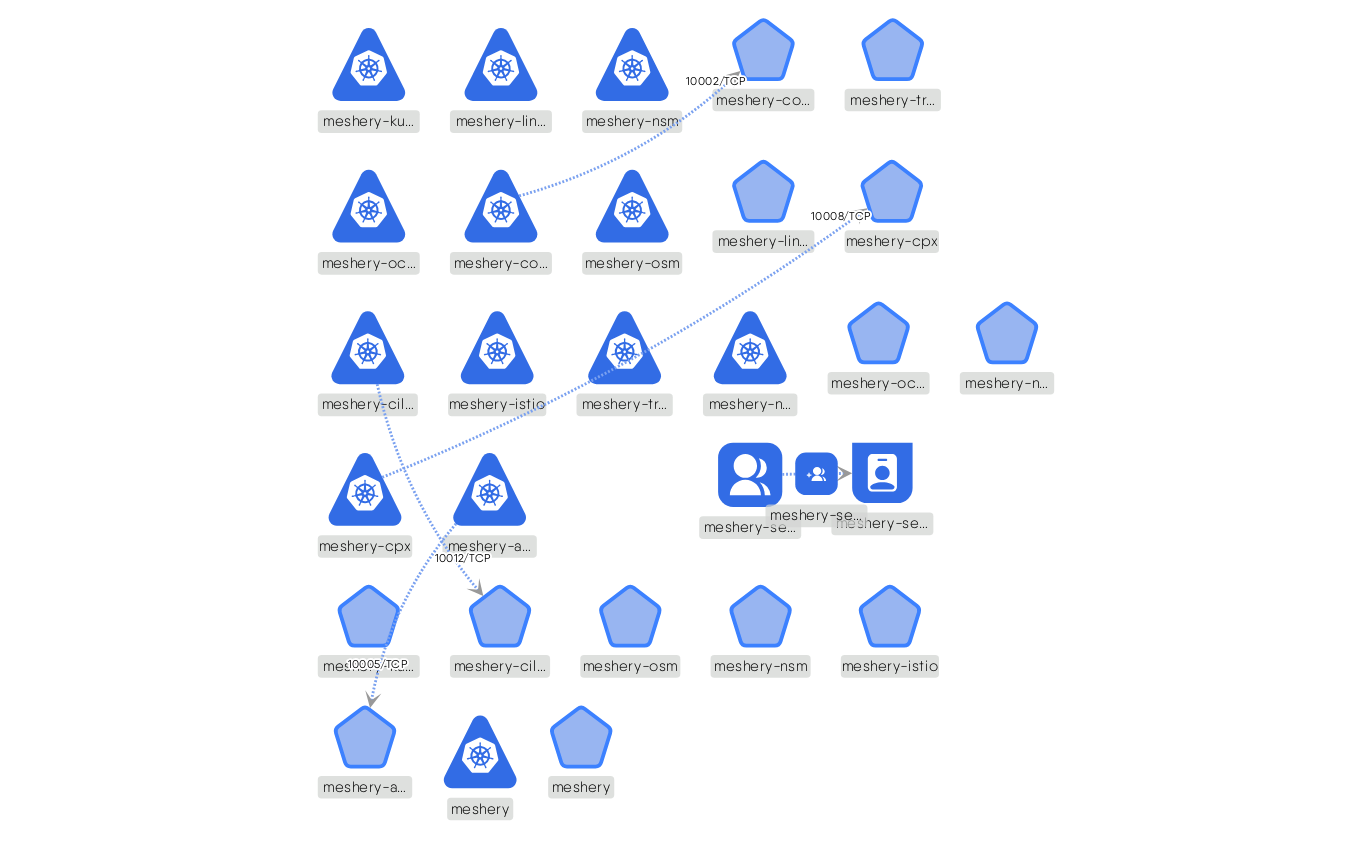 10002/TCP
meshery-co...
meshery-tr...
meshery-ku...
meshery-lin...
meshery-nsm
10008/TCP
meshery-lin...
meshery-cpx
meshery-oc...
meshery-co...
meshery-osm
meshery-oc...
meshery-n...
meshery-cil...
meshery-istio
meshery-tr...
meshery-n...
meshery-se...
meshery-se...
meshery-se...
meshery-cpx
meshery-a...
10012/TCP
meshery-ku...
10005/TCP
meshery-cil...
meshery-osm
meshery-nsm
meshery-istio
meshery-a...
meshery
meshery